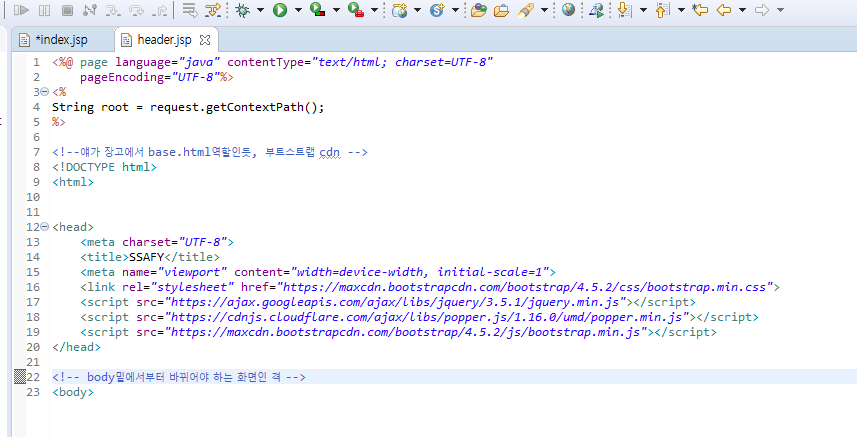 *index.jsp
header.jsp
1 <%@ page language="java" contentType="text/html; charset=UTF-8"
2 pageEncoding="UTF-8"%>
3 <%
4 String root = request.getContextPath();
5 %>
6
7 <!--얘가 장고에서 base.html역할인듯, 부트스트랩 cdn -->
8 <!DOCTYPE html>
9 <html>
10
11
12 <head>
13 <meta charset="UTF-8">
14 <title>SSAFY</title>
15 <meta name="viewport" content="width=device-width, initial-scale=1">
16 <link rel="stylesheet" href="https://maxcdn.bootstrapcdn.com/bootstrap/4.5.2/css/bootstrap.min.css">
17 <script src="https://ajax.googleapis.com/ajax/libs/jquery/3.5.1/jquery.min.js"></script>
18 <script src="https://cdnjs.cloudflare.com/ajax/libs/popper.js/1.16.0/umd/popper.min.js"></script>
19 <script src="https://maxcdn.bootstrapcdn.com/bootstrap/4.5.2/js/bootstrap.min.js"></script>
20 </head>
21
22 <!-- body밑에서부터 바뀌어야 하는 화면인 격 -->
23 <body>